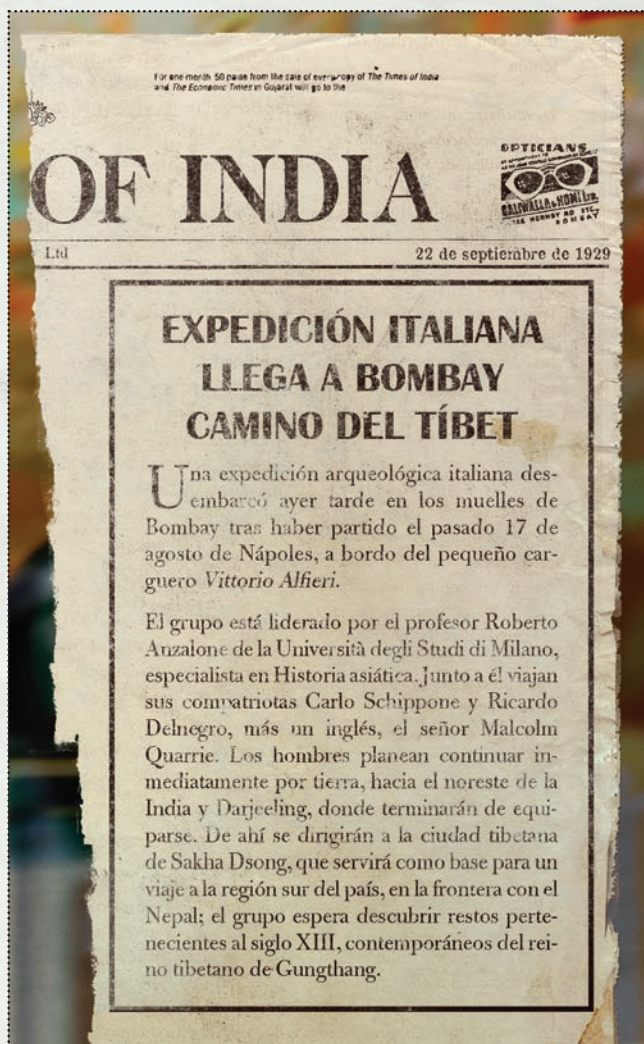 For one month 50 paise from the sale of every copy of The Times of India
and The Economic Times in Gujarat will go to the
OPTICIANS
OF INDIA
Ltd
22 de septiembre de 1929
EXPEDICIÓN ITALIANA
LLEGA A BOMBAY
CAMINO DEL TÍBET
Una expedición arqueológica italiana des-
embarcó ayer tarde en los muelles de
Bombay tras haber partido el pasado 17 de
agosto de Nápoles, a bordo del pequeño car-
guero Vittorio Alfieri.
El grupo está liderado por el profesor Roberto
Anzalone de la Università degli Studi di Milano,
especialista en Historia asiática. Junto a él viajan
sus compatriotas Carlo Schippone y Ricardo
Delnegro, más un inglés, el señor Malcolm
Quarrie. Los hombres planean continuar in-
mediatamente por tierra, hacia el noreste de la
India y Darjeeling, donde terminarán de equi-
parse. De ahí se dirigirán a la ciudad tibetana
de Sakha Dsong, que servirá como base para un
viaje a la región sur del país, en la frontera con el
Nepal; el grupo espera descubrir restos perte-
necientes al siglo XIII, contemporáneos del rei-
no tibetano de Gungthang.